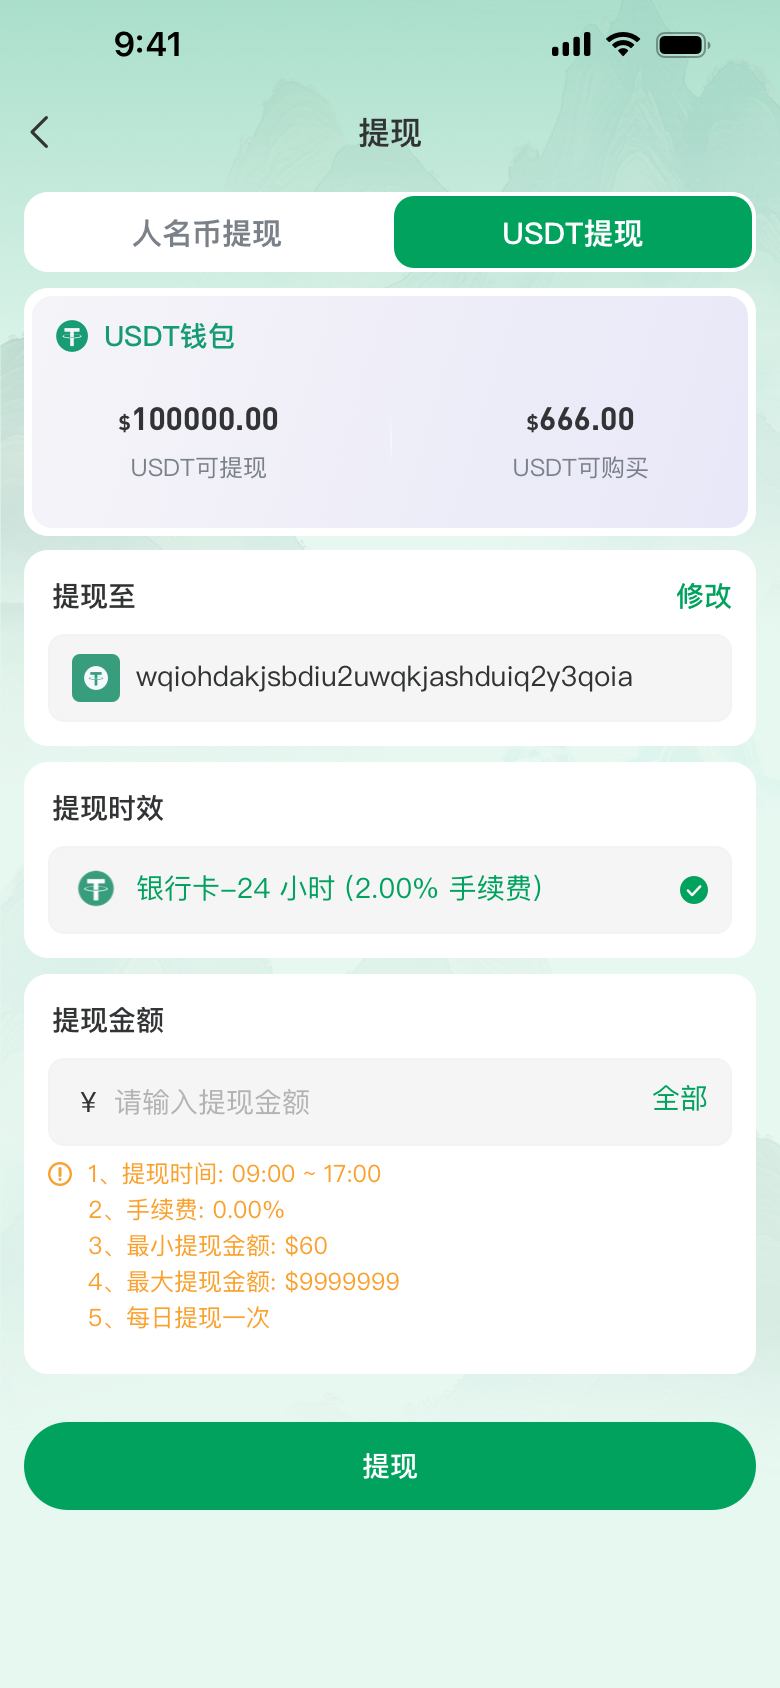 9:41
提现
人名币提现
USDT提现
USDT钱包
$100000.00
$666.00
USDT可提现
USDT可购买
提现至
修改
wqiohdakjsbdiu2uwqkjashduiq2y3qoia
提现时效
银行卡-24 小时 (2.00% 手续费)
提现金额
¥ 请输入提现金额
全部
1、提现时间: 09:00 ~ 17:00
2、手续费: 0.00%
3、最小提现金额: $60
4、最大提现金额: $9999999
5、每日提现一次
提现